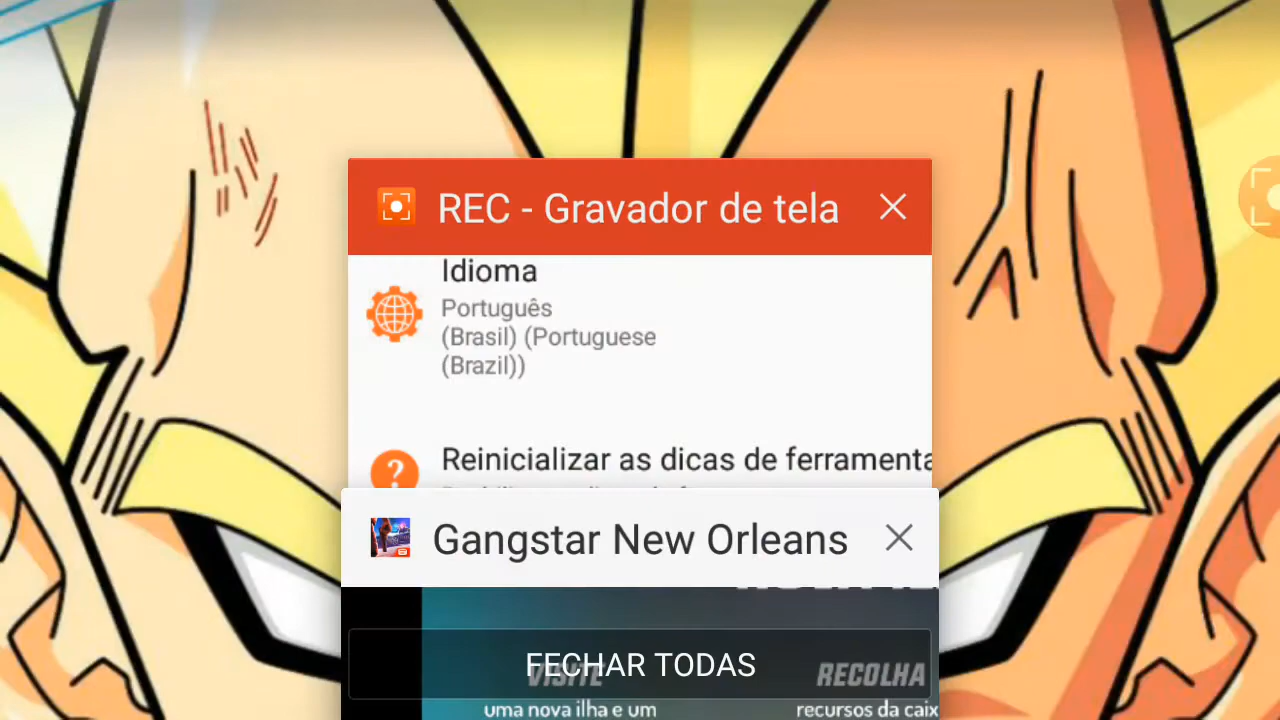 REC - Gravador de tela
Idioma
Português
(Brasil) (Portuguese
(Brazil))
Reinicializar as dicas de ferramenta
Gangstar New Orleans
FECHAR TODAS
VISITE
RECOLHA
uma nova ilha e um
recursos da caix